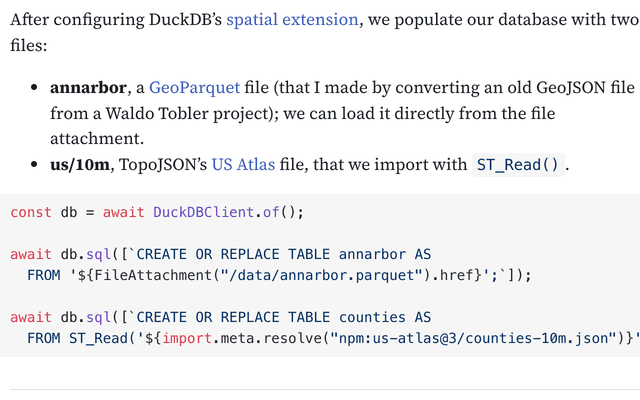 After configuring DuckDB’s spatial extension, we populate our database with two
files:
• annarbor, a GeoParquet file (that I made by converting an old GeoJSON file
from a Waldo Tobler project); we can load it directly from the file
attachment.
• us/10m, TopoJSON’s US Atlas file, that we import with ST_Read() .
const db = await DuckDBClient.of();
await db.sql([`CREATE OR REPLACE TABLE annarbor AS
  FROM '${FileAttachment("/data/annarbor.parquet").href}';`]);
await db.sql([`CREATE OR REPLACE TABLE counties AS
  FROM ST_Read('${import.meta.resolve("npm:us-atlas@3/counties-10m.json")}'